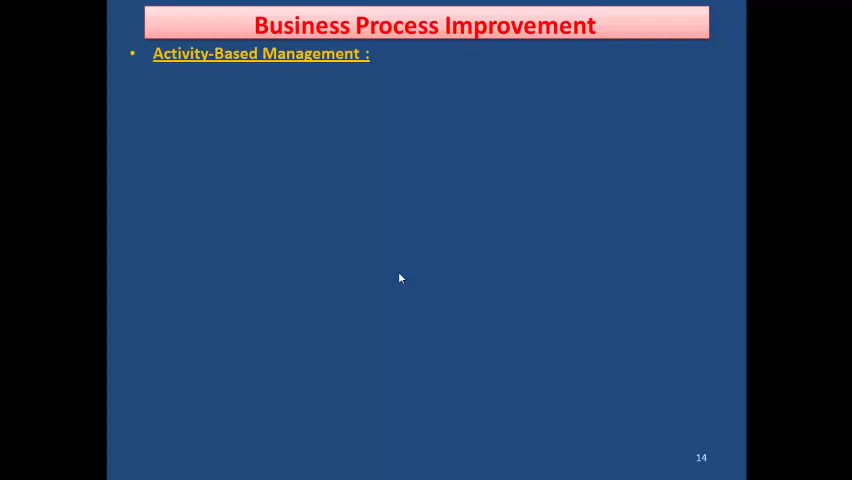 Business Process Improvement
• Activity-Based Management :
14